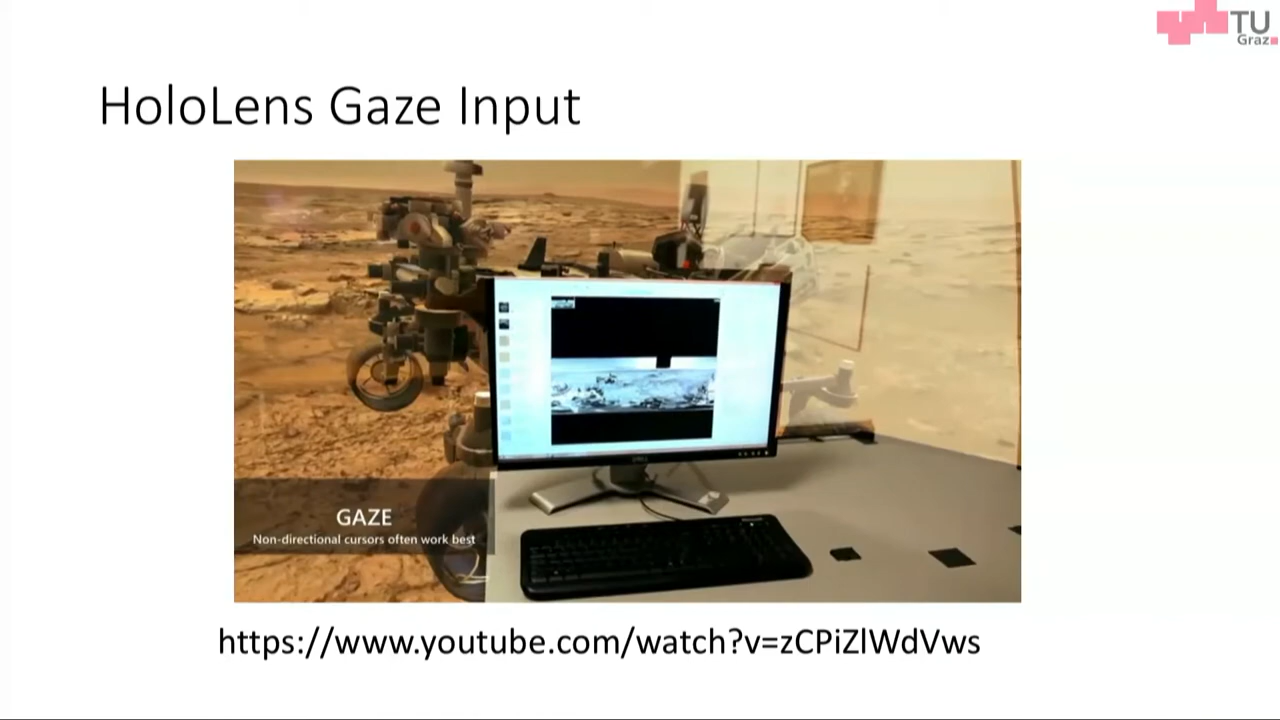 TU
Graz
HoloLens Gaze Input
GAZE
Non-directional cursors often work best
https://www.youtube.com/watch?v=zCPiZlWdVws